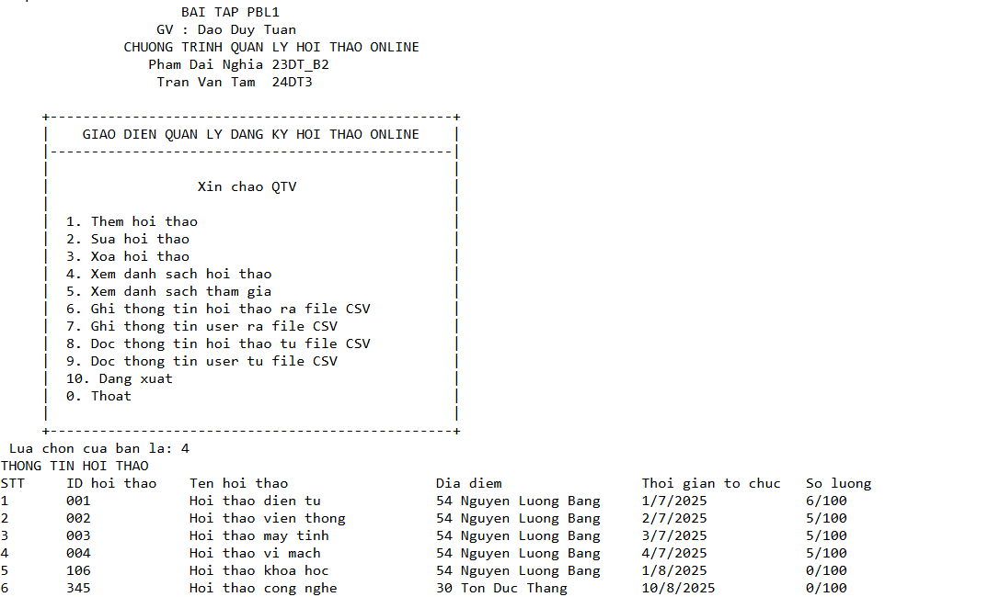 BAI TAP PBL1
GV : Dao Duy Tuan
CHUONG TRINH QUAN LY HOI THAO ONLINE
Pham Dai Nghia 23DT_B2
Tran Van Tam  24DT3
+-------------------------------------------------+
|    GIAO DIEN QUAN LY DANG KY HOI THAO ONLINE    |
|-------------------------------------------------|
|                                                 |
|                  Xin chao QTV                   |
|                                                 |
|  1. Them hoi thao                               |
|  2. Sua hoi thao                                |
|  3. Xoa hoi thao                                |
|  4. Xem danh sach hoi thao                      |
|  5. Xem danh sach tham gia                      |
|  6. Ghi thong tin hoi thao ra file CSV          |
|  7. Ghi thong tin user ra file CSV              |
|  8. Doc thong tin hoi thao tu file CSV          |
|  9. Doc thong tin user tu file CSV              |
|  10. Dang xuat                                  |
|  0. Thoat                                       |
|                                                 |
+-------------------------------------------------+
Lua chon cua ban la: 4
THONG TIN HOI THAO
STT     ID hoi thao    Ten hoi thao                  Dia diem                 Thoi gian to chuc   So luong
1       001            Hoi thao dien tu              54 Nguyen Luong Bang     1/7/2025            6/100
2       002            Hoi thao vien thong           54 Nguyen Luong Bang     2/7/2025            5/100
3       003            Hoi thao may tinh             54 Nguyen Luong Bang     3/7/2025            5/100
4       004            Hoi thao vi mach              54 Nguyen Luong Bang     4/7/2025            5/100
5       106            Hoi thao khoa hoc             54 Nguyen Luong Bang     1/8/2025            0/100
6       345            Hoi thao cong nghe            30 Ton Duc Thang         10/8/2025           0/100